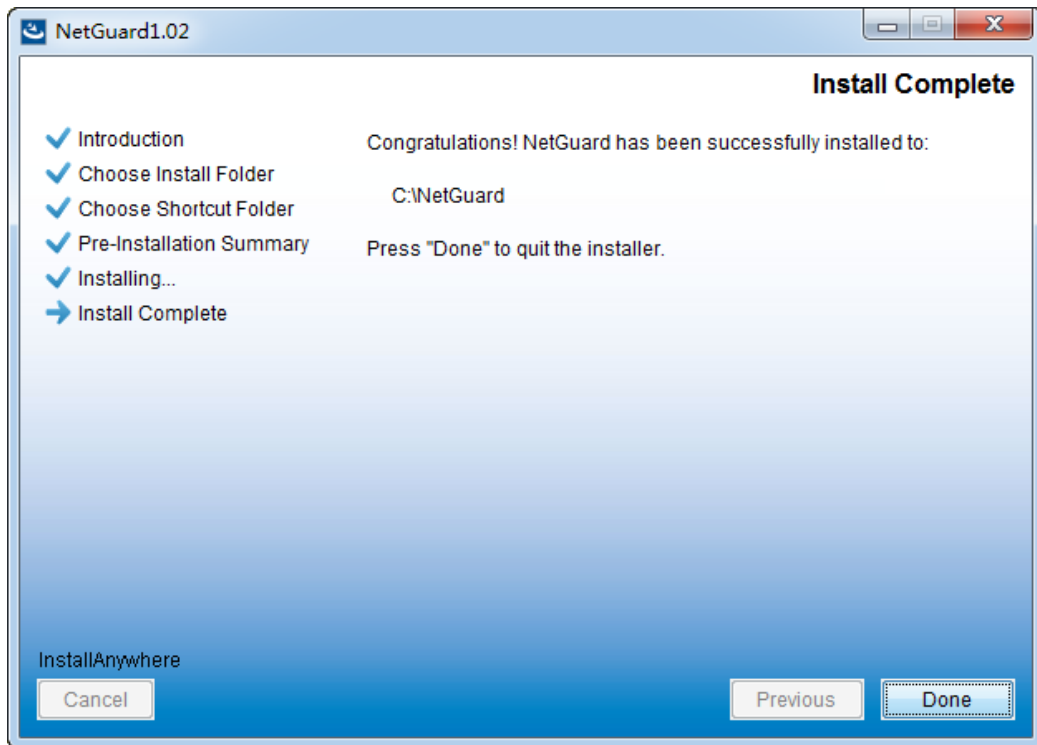 NetGuard1.02
Install Complete
Introduction
Choose Install Folder
Choose Shortcut Folder
Pre-Installation Summary
Installing...
Install Complete
Congratulations! NetGuard has been successfully installed to:
C:\NetGuard
Press "Done" to quit the installer.
InstallAnywhere
Cancel
Previous
Done